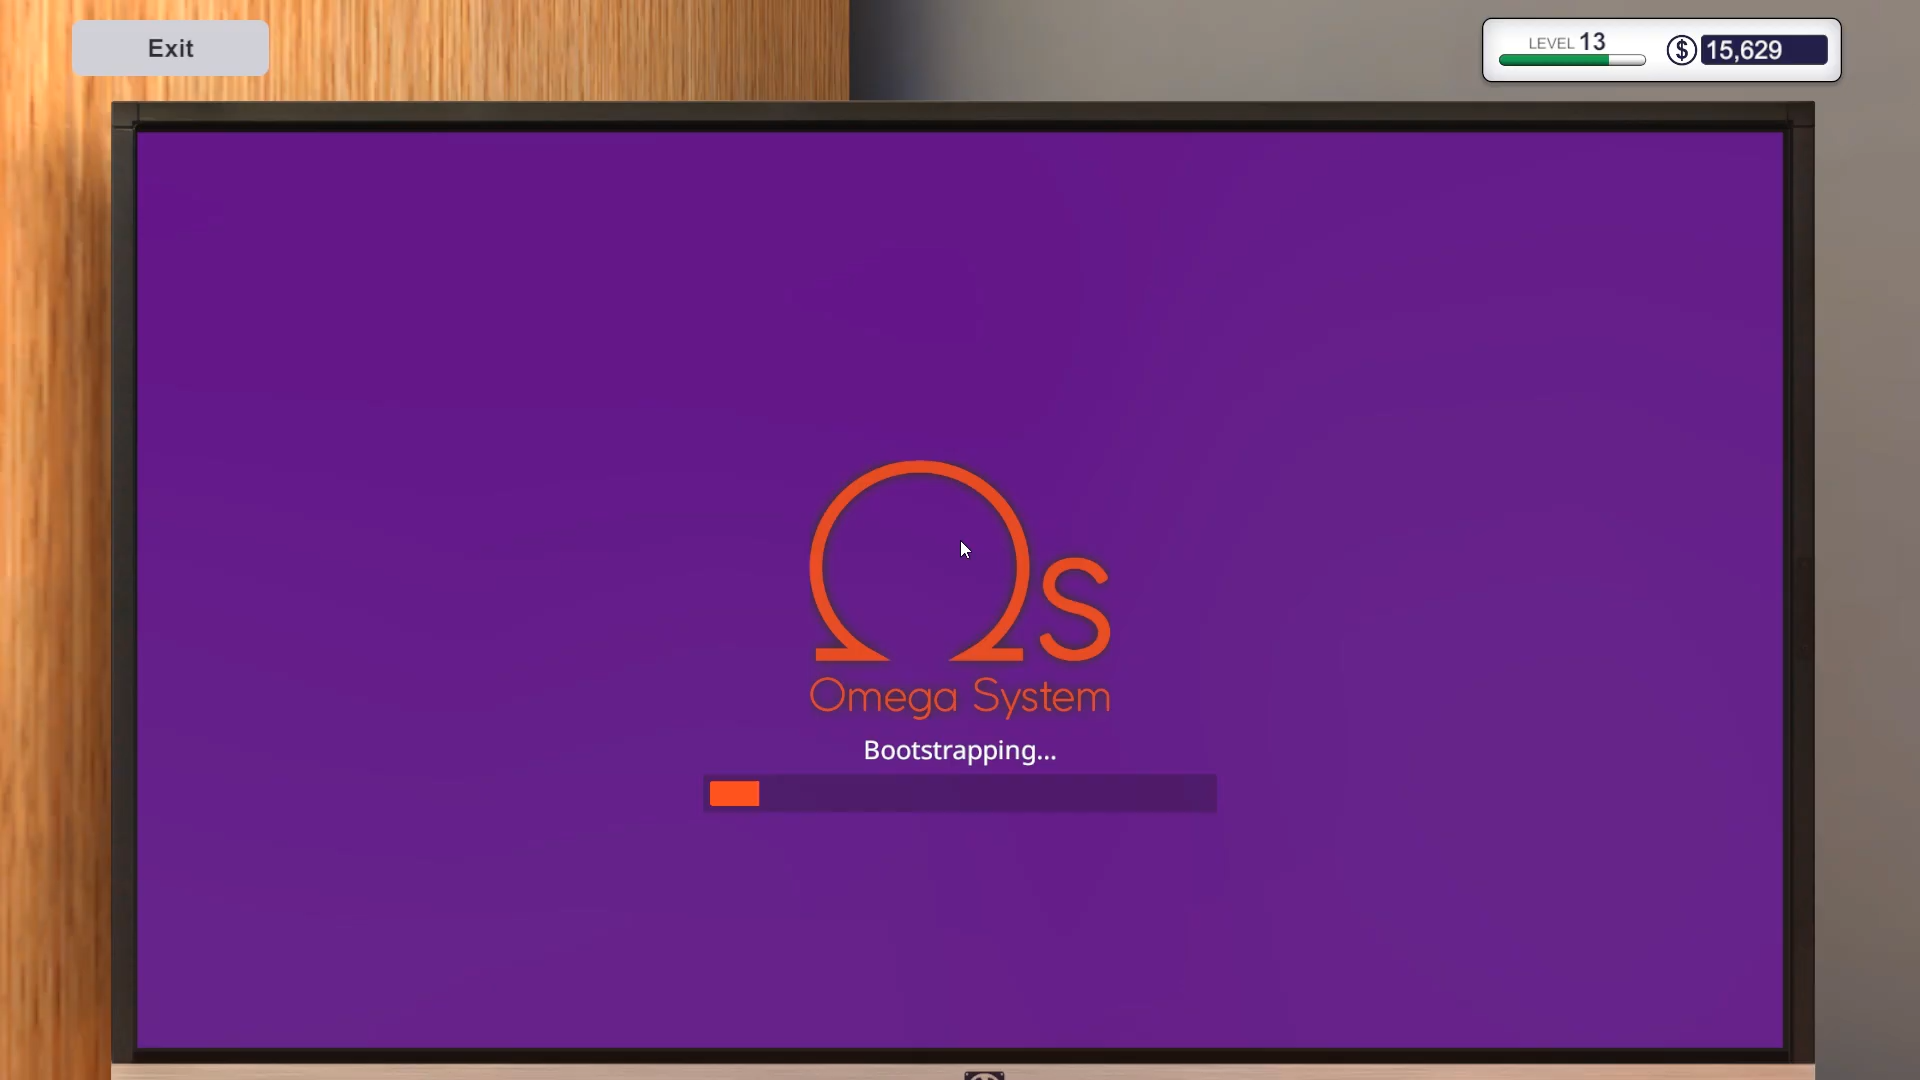 Exit
LEVEL 13
$ 15,629
Ωs
Omega System
Bootstrapping...